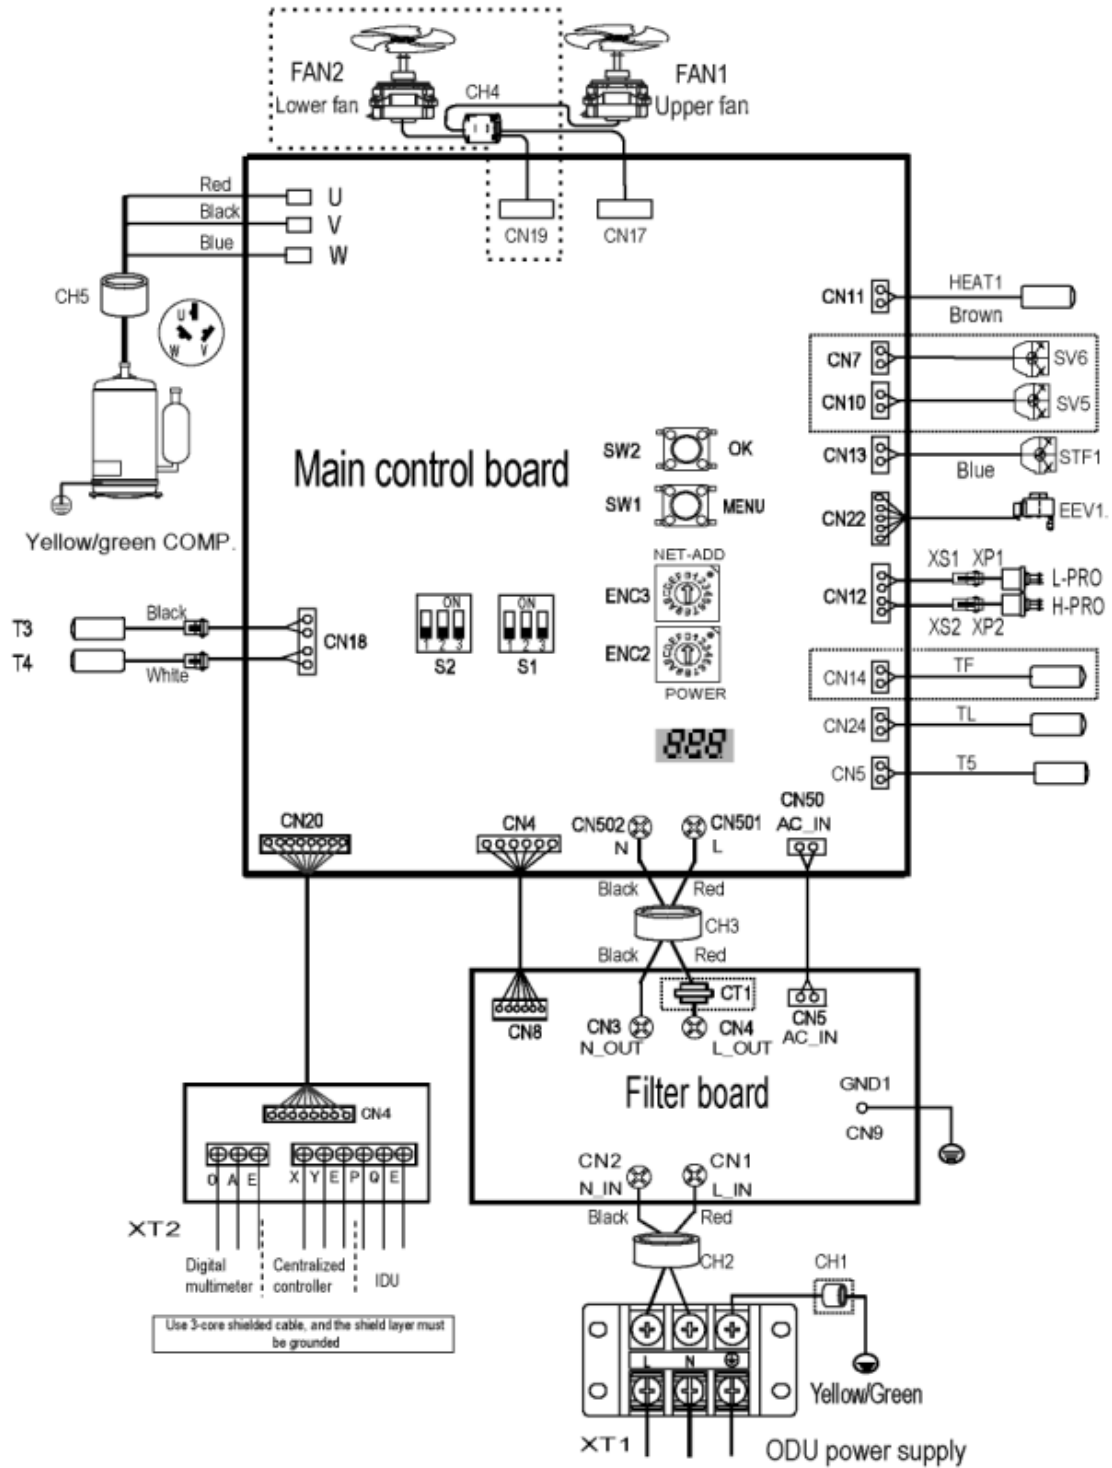 FAN2
Lower fan
CH4
FAN1
Upper fan
Red
U
Black
V
Blue
W
CN19
CN17
CH5
U
W V
CN11
HEAT1
Brown
CN7
SV6
CN10
SV5
SW2
OK
CN13
Blue
STF1
Main control board
SW1
MENU
CN22
EEV1.
Yellow/green COMP.
NET-ADD
ENC3
XS1 XP1
L-PRO
CN12
H-PRO
XS2 XP2
T3
Black
CN18
T4
White
ON
1 2 3
S2
ON
1 2 3
S1
ENC2
POWER
CN14
TF
CN24
TL
CN5
T5
888
CN20
CN4
CN502
N
CN501
L
CN50
AC_IN
Black
Red
CH3
Black
Red
CT1
CN8
CN3
N_OUT
CN4
L_OUT
CN5
AC_IN
Filter board
GND1
CN9
CN4
CN2
N_IN
CN1
L_IN
O A E
X Y E P Q E
XT2
Black
Red
Digital
multimeter
Centralized
controller
IDU
CH2
CH1
Use 3-core shielded cable, and the shield layer must
be grounded
L N
Yellow/Green
XT1
ODU power supply